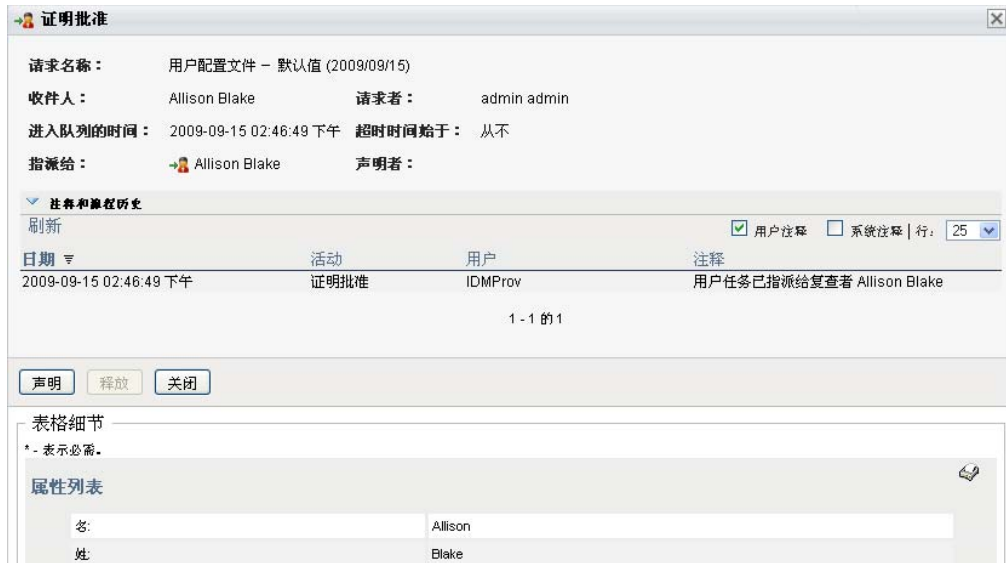 证明批准
请求名称： 用户配置文件 – 默认值 (2009/09/15)
收件人： Allison Blake 请求者： admin admin
进入队列的时间： 2009-09-15 02:46:49 下午 超时时间始于： 从不
指派给： Allison Blake 声明者：
注释和流程历史
刷新 用户注释 系统注释 | 行： 25
日期 活动 用户 注释
2009-09-15 02:46:49 下午 证明批准 IDMProv 用户任务已指派给复查者 Allison Blake
1 - 1 的 1
声明 释放 关闭
表格细节
* - 表示必需。
属性列表
名: Allison
姓: Blake